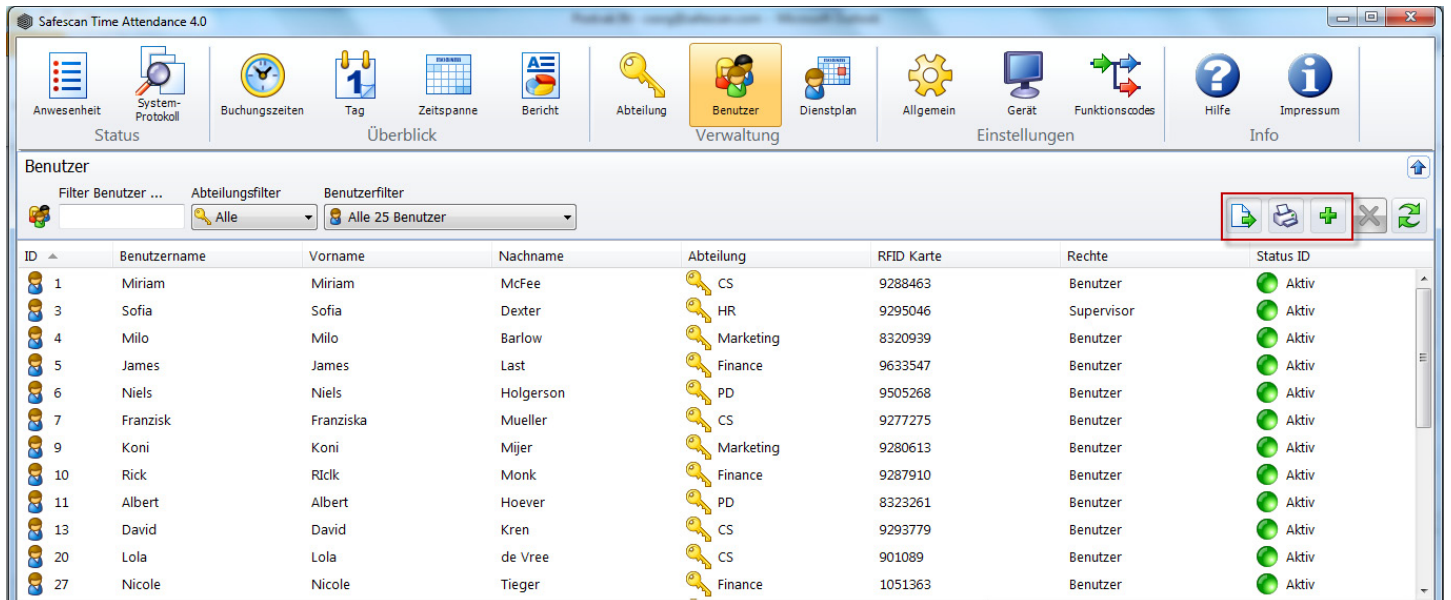 Safescan Time Attendance 4.0
Anwesenheit System-Protokoll Buchungszeiten Tag Zeitspanne Bericht Abteilung Benutzer Dienstplan Allgemein Gerät Funktionscodes Hilfe Impressum
Status Überblick Verwaltung Einstellungen Info
Benutzer
Filter Benutzer ... Abteilungsfilter Benutzerfilter
Alle Alle 25 Benutzer
ID Benutzername Vorname Nachname Abteilung RFID Karte Rechte Status ID
1 Miriam Miriam McFee CS 9288463 Benutzer Aktiv
3 Sofia Sofia Dexter HR 9295046 Supervisor Aktiv
4 Milo Milo Barlow Marketing 8320939 Benutzer Aktiv
5 James James Last Finance 9633547 Benutzer Aktiv
6 Niels Niels Holgerson PD 9505268 Benutzer Aktiv
7 Franzisk Franziska Mueller CS 9277275 Benutzer Aktiv
9 Koni Koni Mijer Marketing 9280613 Benutzer Aktiv
10 Rick RIclk Monk Finance 9287910 Benutzer Aktiv
11 Albert Albert Hoever PD 8323261 Benutzer Aktiv
13 David David Kren CS 9293779 Benutzer Aktiv
20 Lola Lola de Vree CS 901089 Benutzer Aktiv
27 Nicole Nicole Tieger Finance 1051363 Benutzer Aktiv